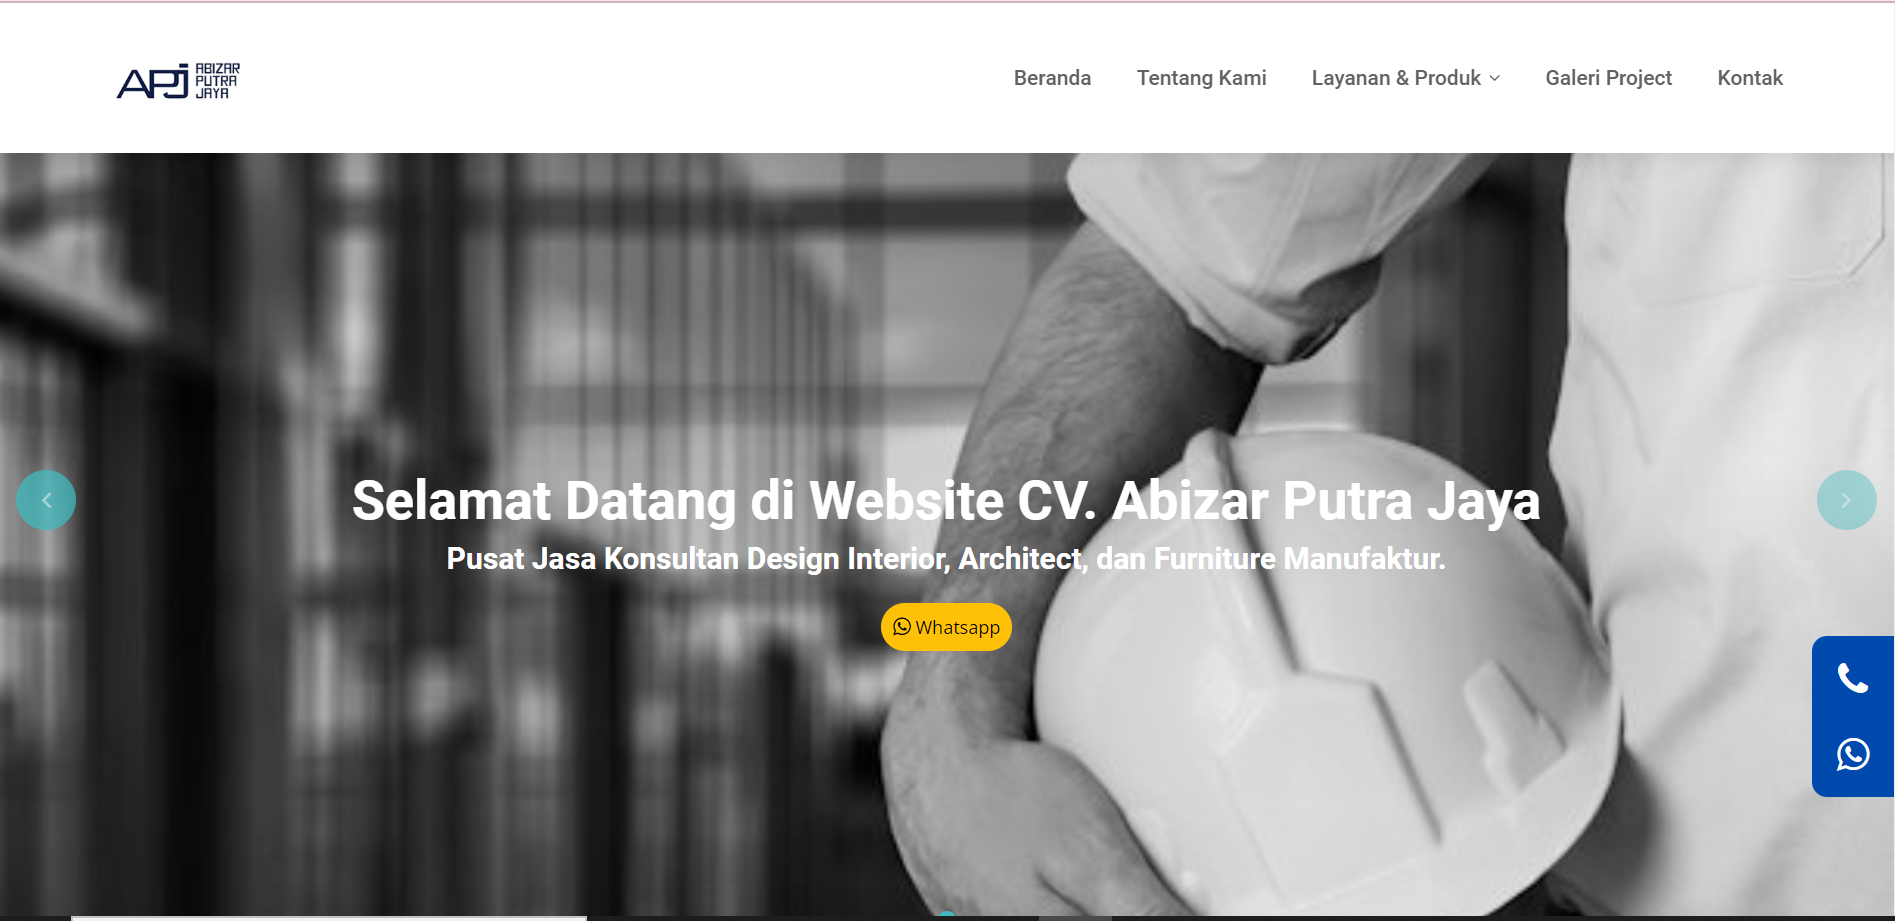 APJ ABIZAR
PUTRA
JAYA
Beranda
Tentang Kami
Layanan & Produk
Galeri Project
Kontak
Selamat Datang di Website CV. Abizar Putra Jaya
Pusat Jasa Konsultan Design Interior, Architect, dan Furniture Manufaktur.
Whatsapp